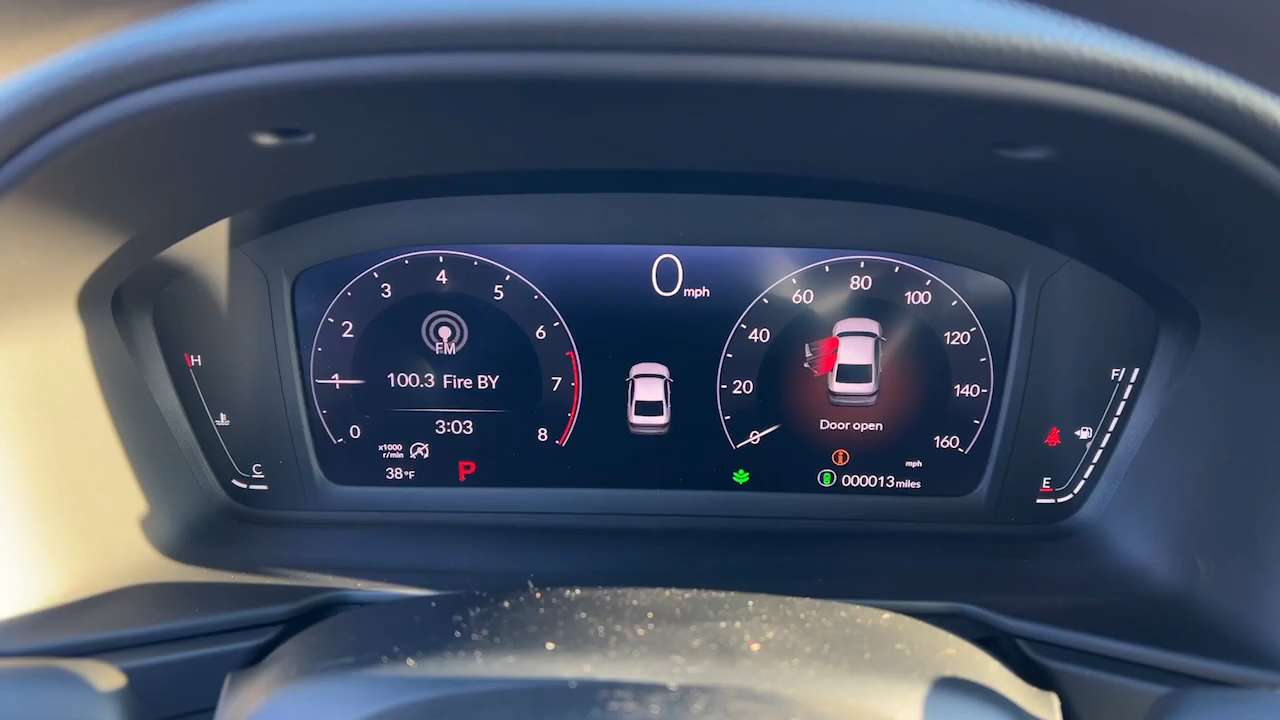 0 mph
0
1
2
3
4
5
6
7
8
FM
100.3 Fire BY
3:03
x1000
r/min
38°F
P
0
20
40
60
80
100
120
140
160
mph
Door open
000013 miles
H
C
F
E